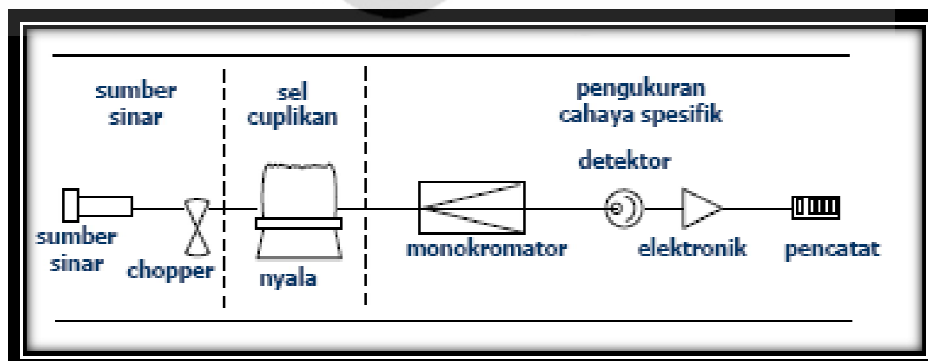 sumber
sinar
sel
cuplikan
pengukuran
cahaya spesifik
detektor
sumber
sinar
chopper
nyala
monokromator
elektronik
pencatat